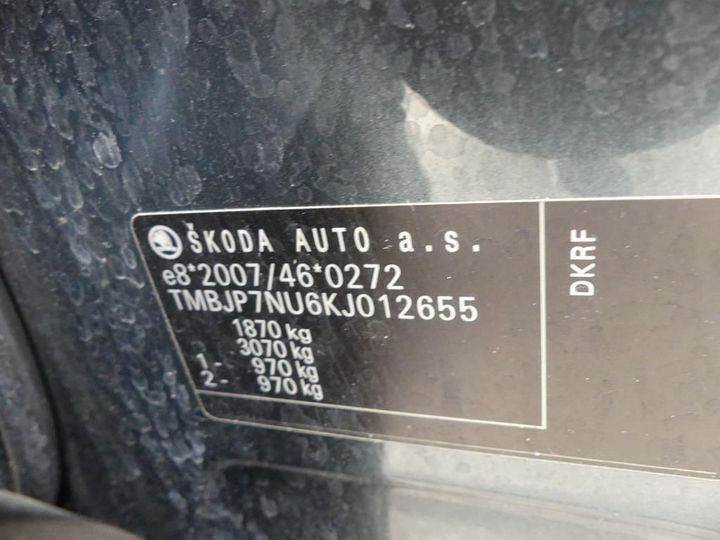 ŠKODA AUTO a.s.
e8*2007/46*0272
TMBJP7NU6KJ012655
1870 kg
3070 kg
1.- 970 kg
2.- 970 kg
DKRF